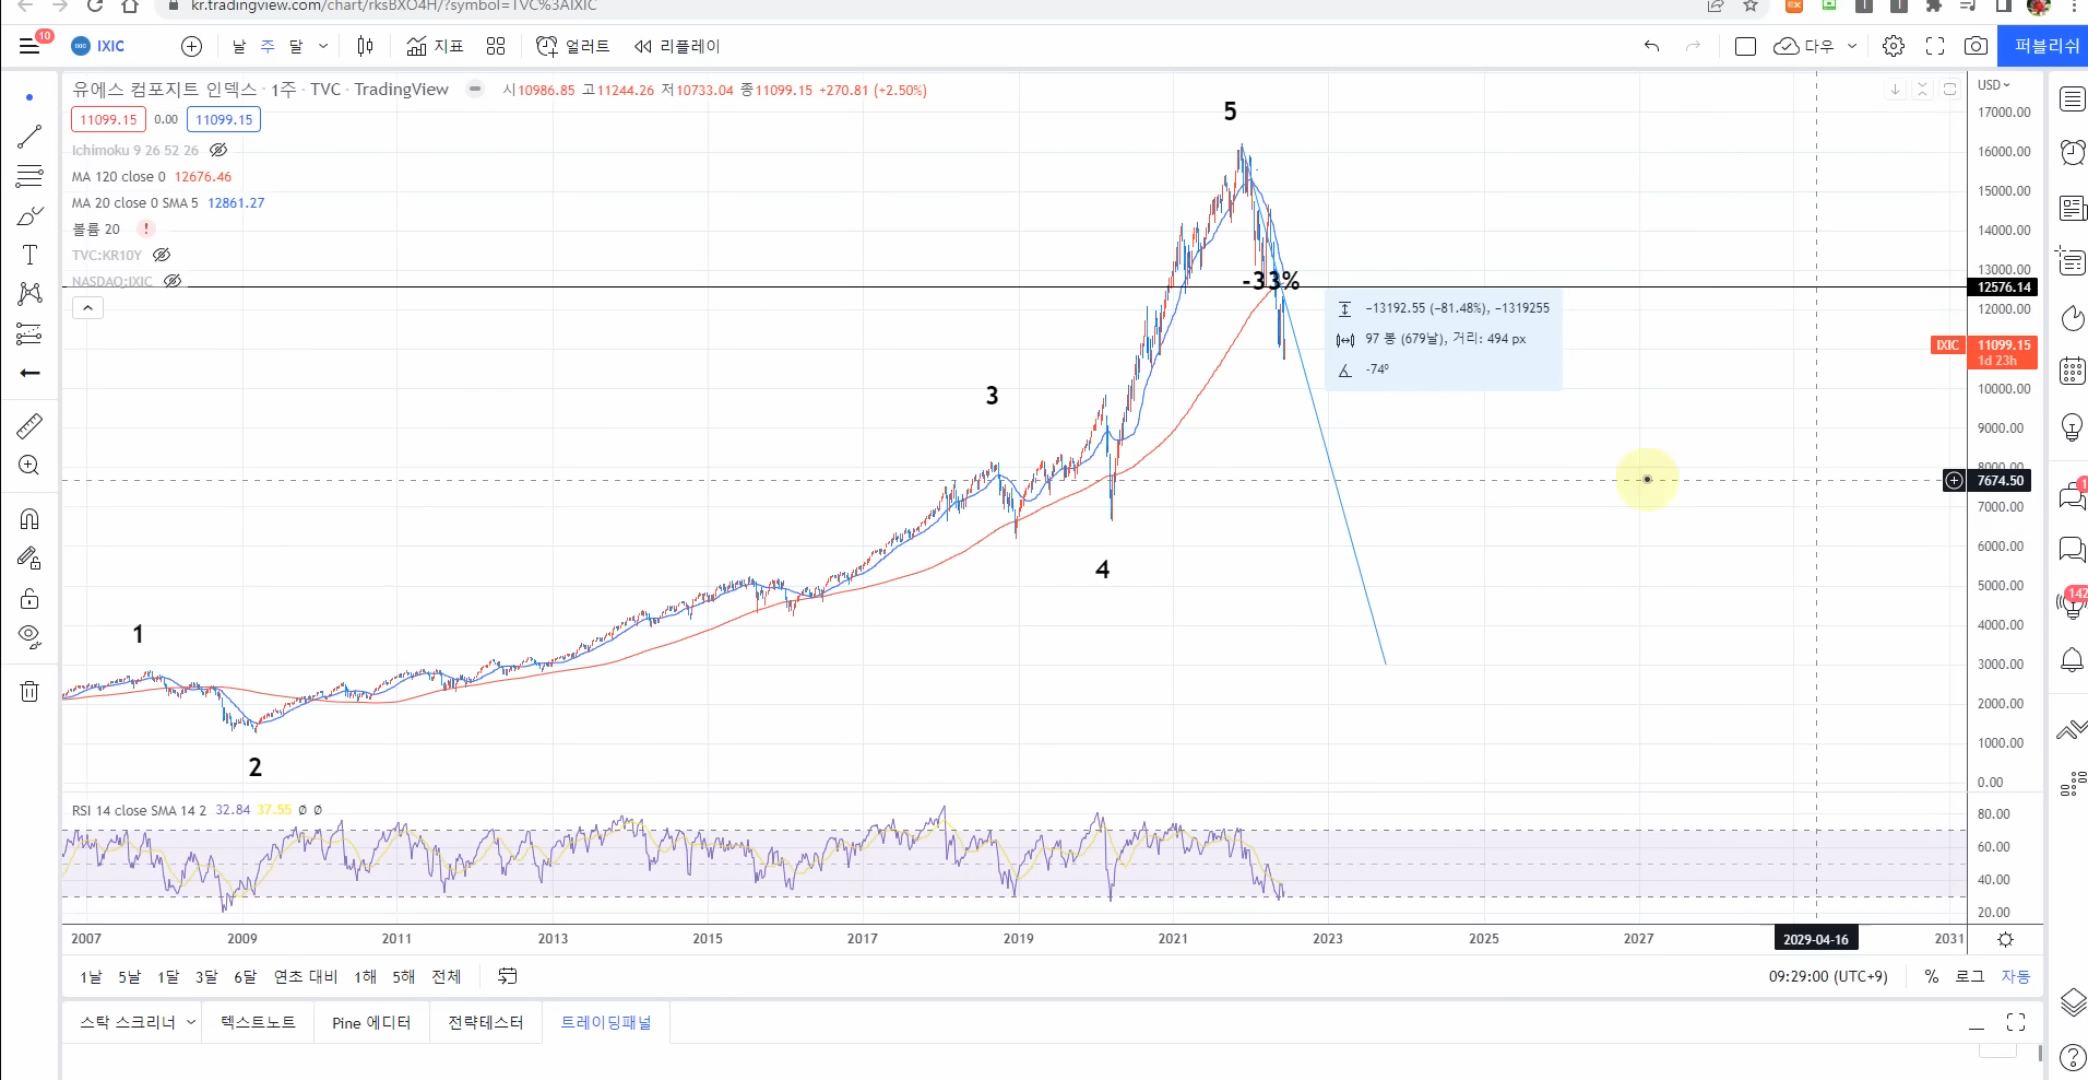 kr.tradingview.com/chart/rksBXO4H/?symbol=TVC%3AIXIC
10 IXIC 날 주 달 지표 얼러트 리플레이 다우 퍼블리쉬
유에스 컴포지트 인덱스 · 1주 · TVC · TradingView 시10986.85 고11244.26 저10733.04 종11099.15 +270.81 (+2.50%)
11099.15 0.00 11099.15
Ichimoku 9 26 52 26
MA 120 close 0 12676.46
MA 20 close 0 SMA 5 12861.27
볼륨 20 !
TVC:KR10Y
NASDAQ:IXIC
1
2
3
4
5
-33%
−13192.55 (−81.48%), −1319255
97 봉 (679날), 거리: 494 px
-74º
USD
17000.00
16000.00
15000.00
14000.00
13000.00
12576.14
12000.00
IXIC 11099.15
1d 23h
10000.00
9000.00
8000.00
7674.50
7000.00
6000.00
5000.00
4000.00
3000.00
2000.00
1000.00
0.00
RSI 14 close SMA 14 2 32.84 37.55 Ø Ø
80.00
60.00
40.00
20.00
2007 2009 2011 2013 2015 2017 2019 2021 2023 2025 2027 2029-04-16 2031
1날 5날 1달 3달 6달 연초 대비 1해 5해 전체 09:29:00 (UTC+9) % 로그 자동
스탁 스크리너 텍스트노트 Pine 에디터 전략테스터 트레이딩패널
EX
1
142